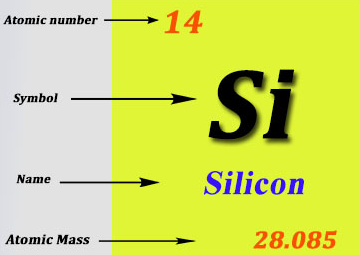 Atomic number 14
Symbol Si
Name Silicon
Atomic Mass 28.085